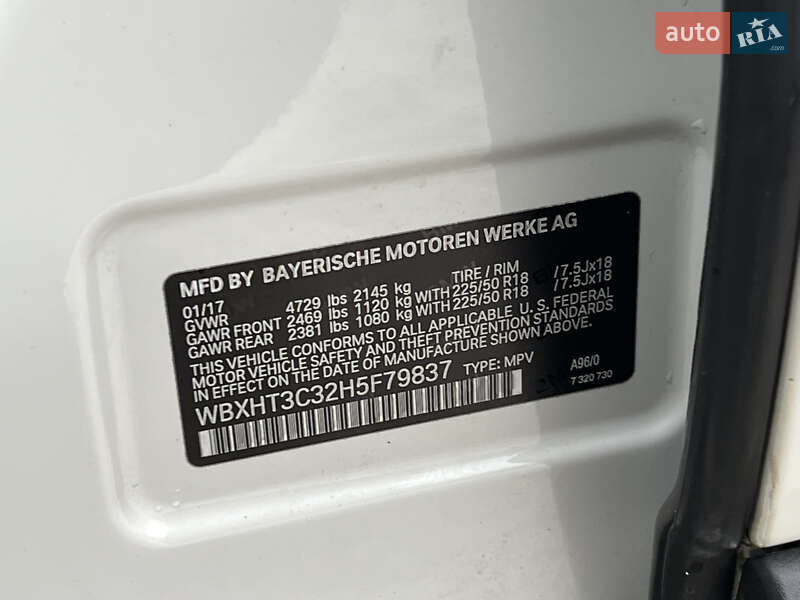 auto RIA.com
MFD BY BAYERISCHE MOTOREN WERKE AG
01/17 TIRE / RIM
GVWR 4729 lbs 2145 kg
GAWR FRONT 2469 lbs 1120 kg WITH 225/50 R18 /7.5Jx18
GAWR REAR 2381 lbs 1080 kg WITH 225/50 R18 /7.5Jx18
THIS VEHICLE CONFORMS TO ALL APPLICABLE U. S. FEDERAL
MOTOR VEHICLE SAFETY AND THEFT PREVENTION STANDARDS
IN EFFECT ON THE DATE OF MANUFACTURE SHOWN ABOVE.
WBXHT3C32H5F79837 TYPE: MPV A96/0
7 320 730